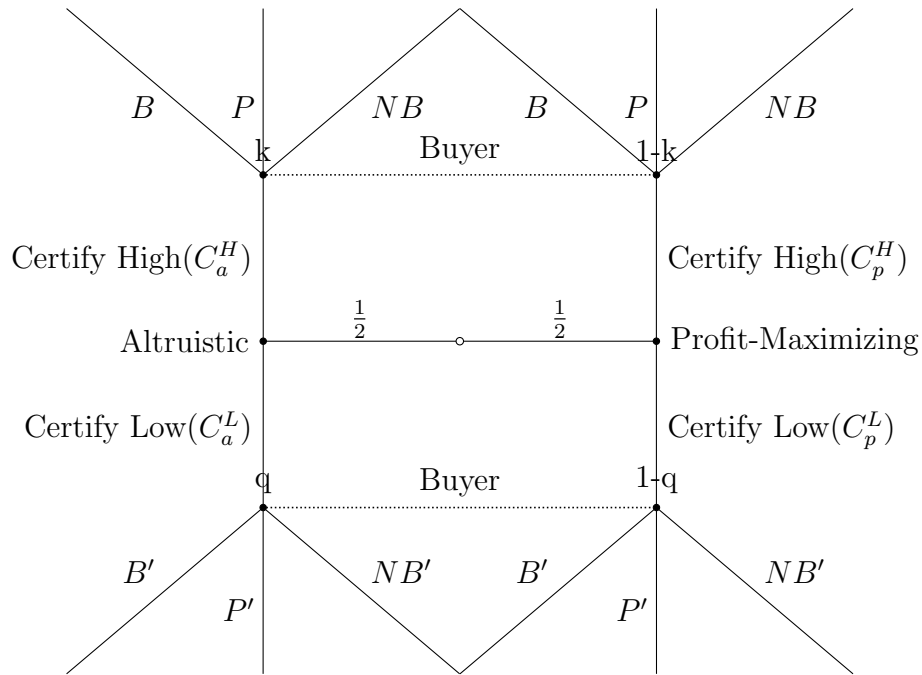 B P NB B P NB
k Buyer 1-k
Certify High(C_a^H) Certify High(C_p^H)
1/2 1/2
Altruistic Profit-Maximizing
Certify Low(C_a^L) Certify Low(C_p^L)
q Buyer 1-q
B′ NB′ B′ NB′
P′ P′